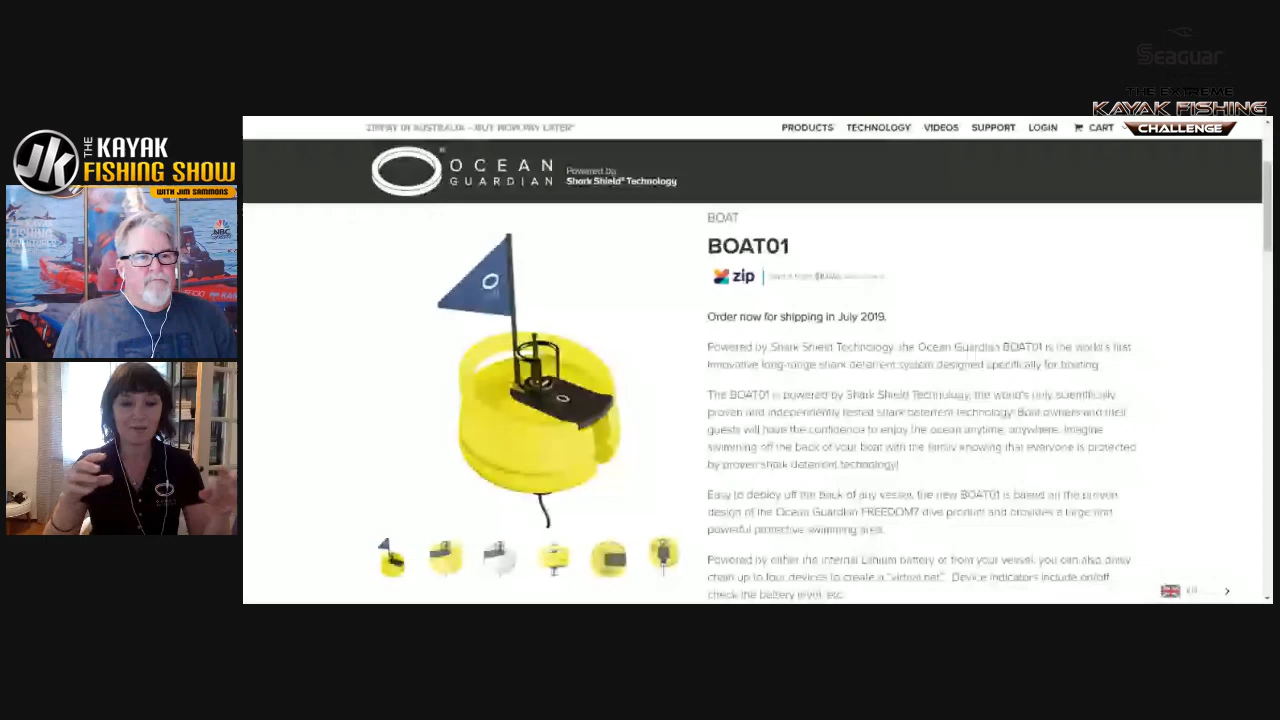 Seaguar
THE EXTREME
KAYAK FISHING
CHALLENGE
JK
THE KAYAK
FISHING SHOW
WITH JIM SAMMONS
NBC
ZIPPAY IN AUSTRALIA – BUY NOW, PAY LATER
PRODUCTS TECHNOLOGY VIDEOS SUPPORT LOGIN CART
OCEAN
GUARDIAN
Powered by
Shark Shield® Technology
BOAT
BOAT01
zip
Order now for shipping in July 2019.
Powered by Shark Shield Technology, the Ocean Guardian BOAT01 is the world's first
innovative long-range shark deterrent system designed specifically for boating.
The BOAT01 is powered by Shark Shield Technology, the world's only scientifically
proven and independently tested shark deterrent technology. Boat owners and their
guests will have the confidence to enjoy the ocean anytime, anywhere. Imagine
swimming off the back of your boat with the family knowing that everyone is protected
by proven shark deterrent technology!
Easy to deploy off the back of any vessel, the new BOAT01 is based on the proven
design of the Ocean Guardian FREEDOM7 dive product and provides a large and
powerful protective swimming area.
Powered by either the internal Lithium battery or from your vessel, you can also daisy
chain up to four devices to create a "virtual net". Device indicators include on/off,
check the battery level, etc.